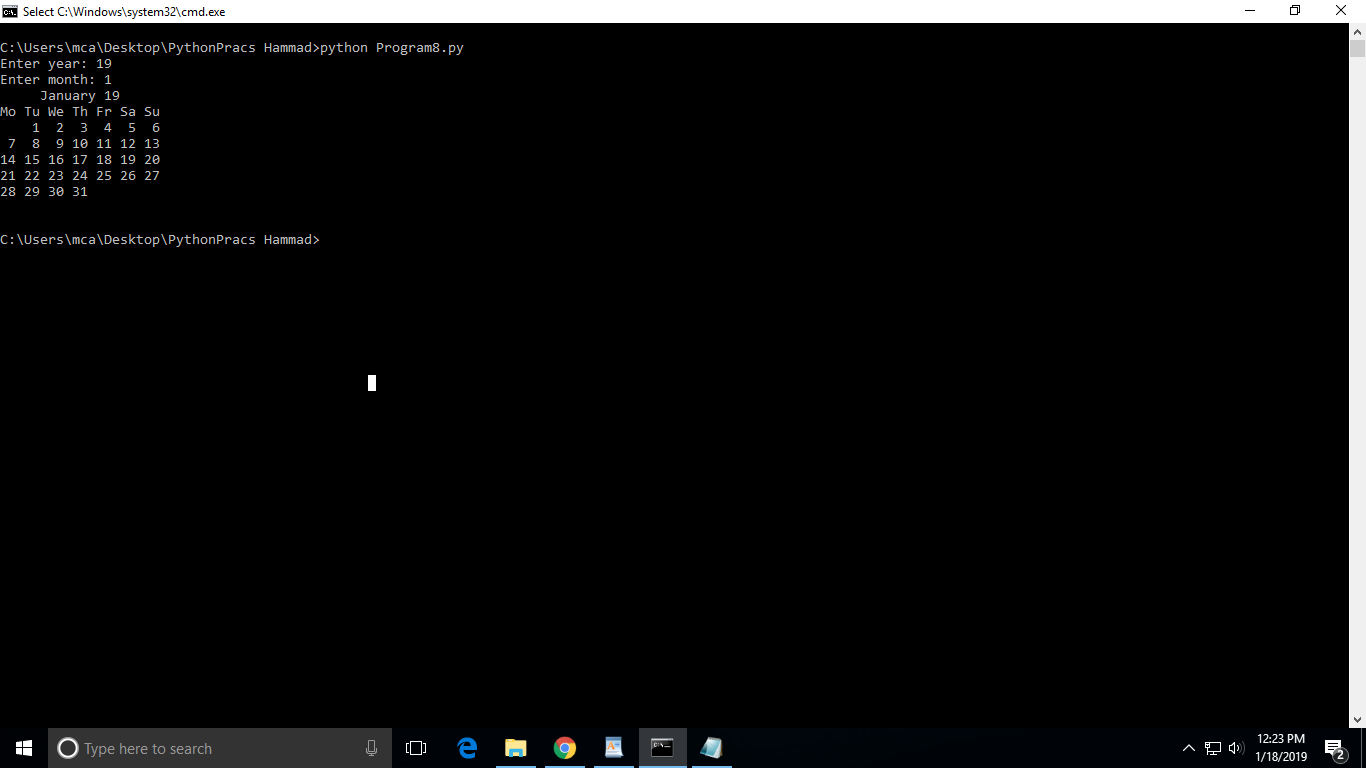 Select C:\Windows\system32\cmd.exe
C:\Users\mca\Desktop\PythonPracs Hammad>python Program8.py
Enter year: 19
Enter month: 1
     January 19
Mo Tu We Th Fr Sa Su
    1  2  3  4  5  6
 7  8  9 10 11 12 13
14 15 16 17 18 19 20
21 22 23 24 25 26 27
28 29 30 31
C:\Users\mca\Desktop\PythonPracs Hammad>
Type here to search
12:23 PM
1/18/2019
2